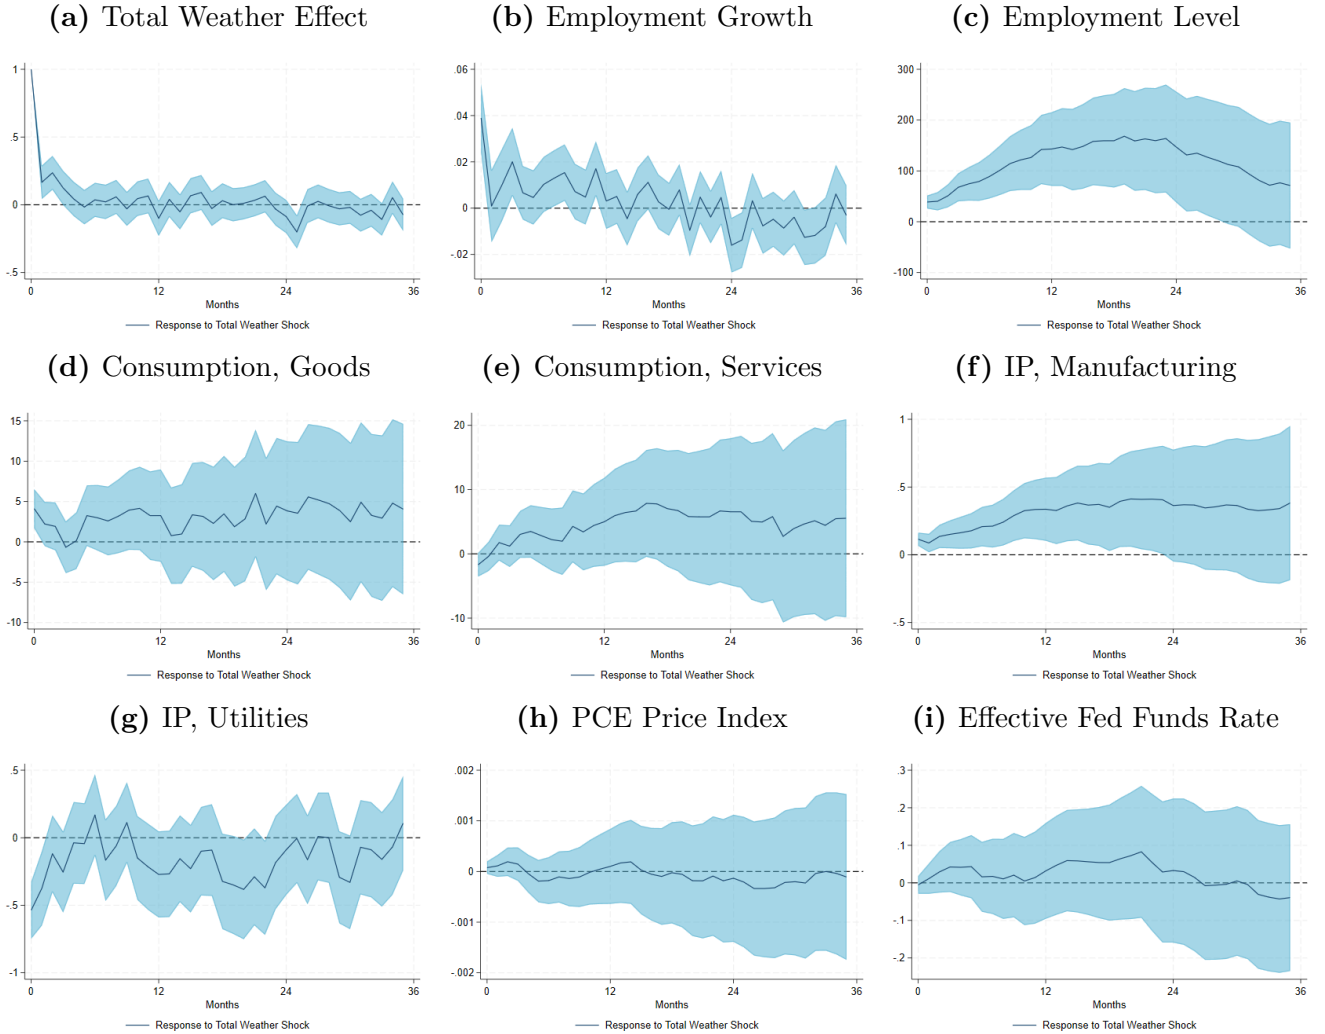 (a) Total Weather Effect
(b) Employment Growth
(c) Employment Level
1
.5
0
-.5
0
12
24
36
Months
Response to Total Weather Shock
.06
.04
.02
0
-.02
0
12
24
36
Months
Response to Total Weather Shock
300
200
100
0
-100
0
12
24
36
Months
Response to Total Weather Shock
(d) Consumption, Goods
(e) Consumption, Services
(f) IP, Manufacturing
15
10
5
0
-5
-10
0
12
24
36
Months
Response to Total Weather Shock
20
10
0
-10
0
12
24
36
Months
Response to Total Weather Shock
1
.5
0
-.5
0
12
24
36
Months
Response to Total Weather Shock
(g) IP, Utilities
(h) PCE Price Index
(i) Effective Fed Funds Rate
.5
0
-.5
-1
0
12
24
36
Months
Response to Total Weather Shock
.002
.001
0
-.001
-.002
0
12
24
36
Months
Response to Total Weather Shock
.3
.2
.1
0
-.1
-.2
0
12
24
36
Months
Response to Total Weather Shock